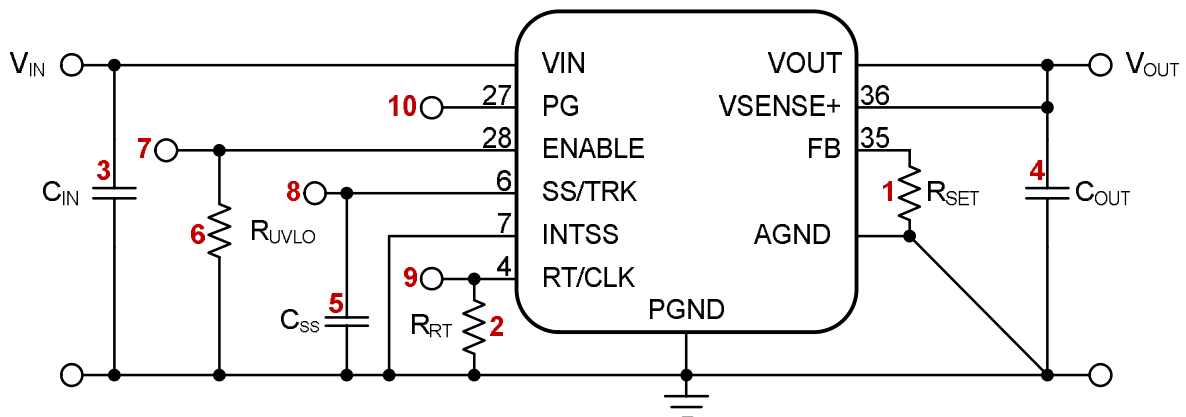 VIN VIN VOUT VOUT
10 27 PG VSENSE+ 36
7 28 ENABLE FB 35
3 CIN 8 6 SS/TRK 1 RSET 4 COUT
6 RUVLO 7 INTSS AGND
9 4 RT/CLK
5 CSS RRT 2 PGND